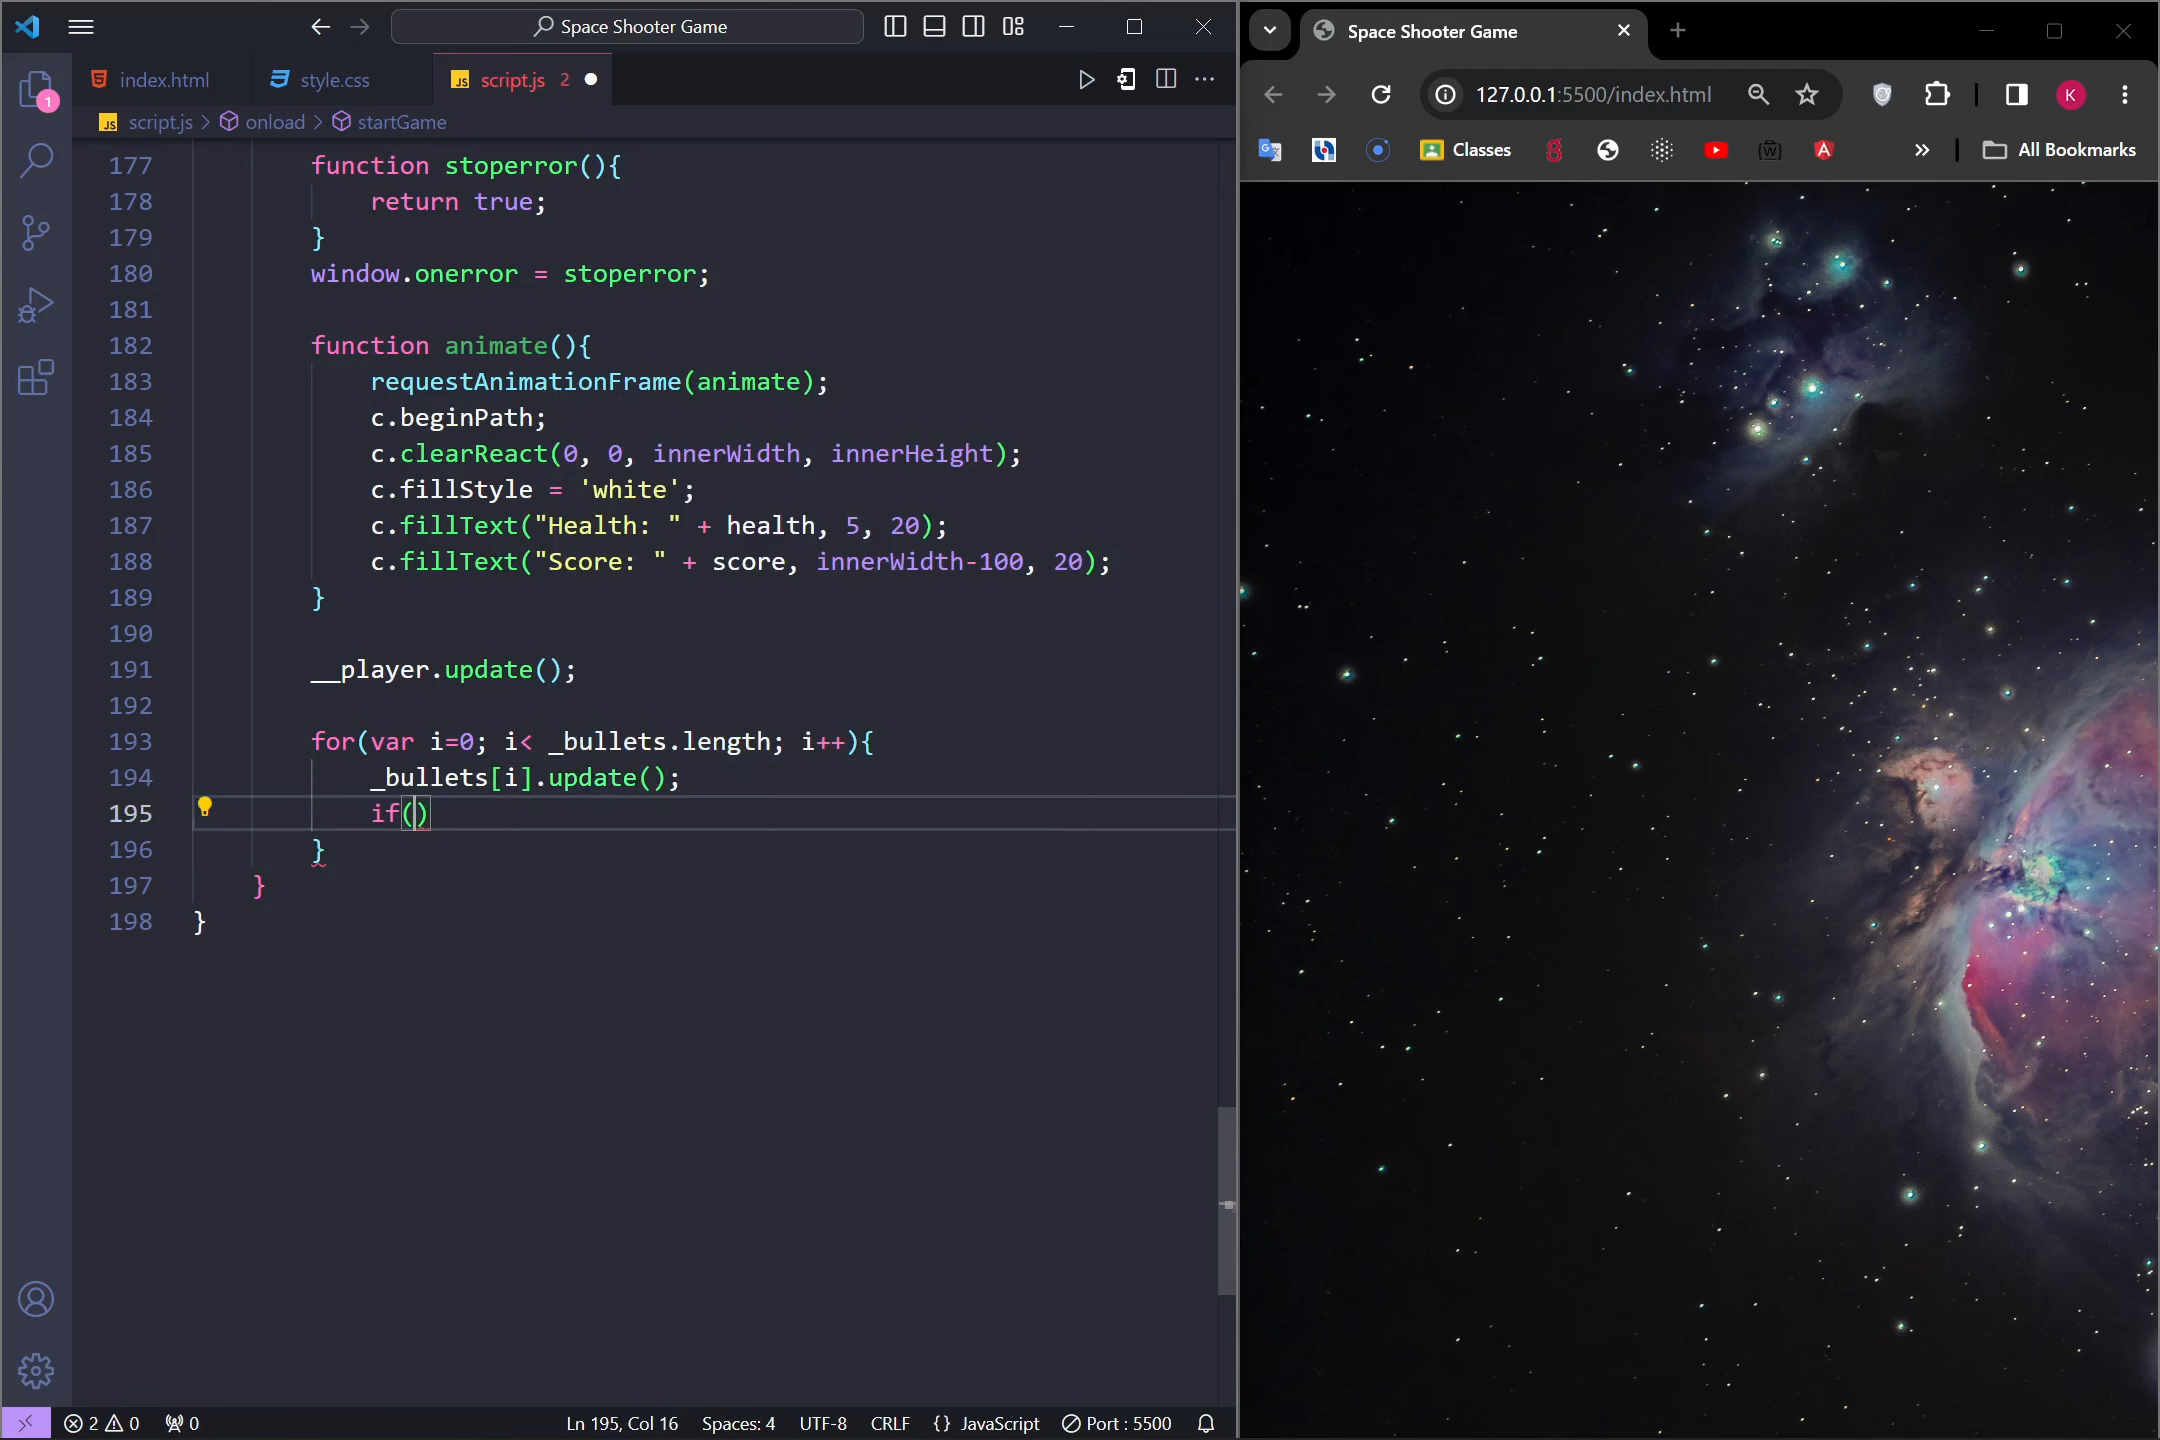 Space Shooter Game
index.html
style.css
JS script.js 2
JS script.js > onload > startGame
177 function stoperror(){
178 return true;
179 }
180 window.onerror = stoperror;
181
182 function animate(){
183 requestAnimationFrame(animate);
184 c.beginPath;
185 c.clearReact(0, 0, innerWidth, innerHeight);
186 c.fillStyle = 'white';
187 c.fillText("Health: " + health, 5, 20);
188 c.fillText("Score: " + score, innerWidth-100, 20);
189 }
190
191 __player.update();
192
193 for(var i=0; i< _bullets.length; i++){
194 _bullets[i].update();
195 if()
196 }
197 }
198 }
1
2 0 0
Ln 195, Col 16
Spaces: 4
UTF-8
CRLF
{} JavaScript
Port : 5500
Space Shooter Game
127.0.0.1:5500/index.html
K
Classes
All Bookmarks